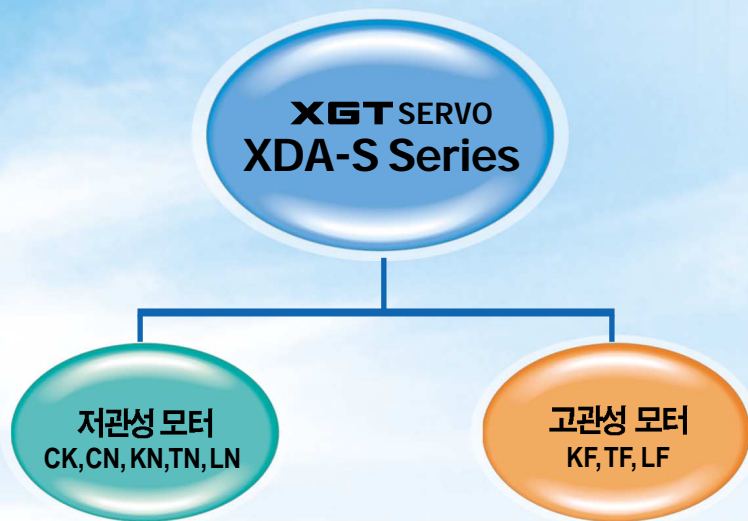 XGT SERVO
XDA-S Series
저관성 모터
CK, CN, KN, TN, LN
고관성 모터
KF, TF, LF